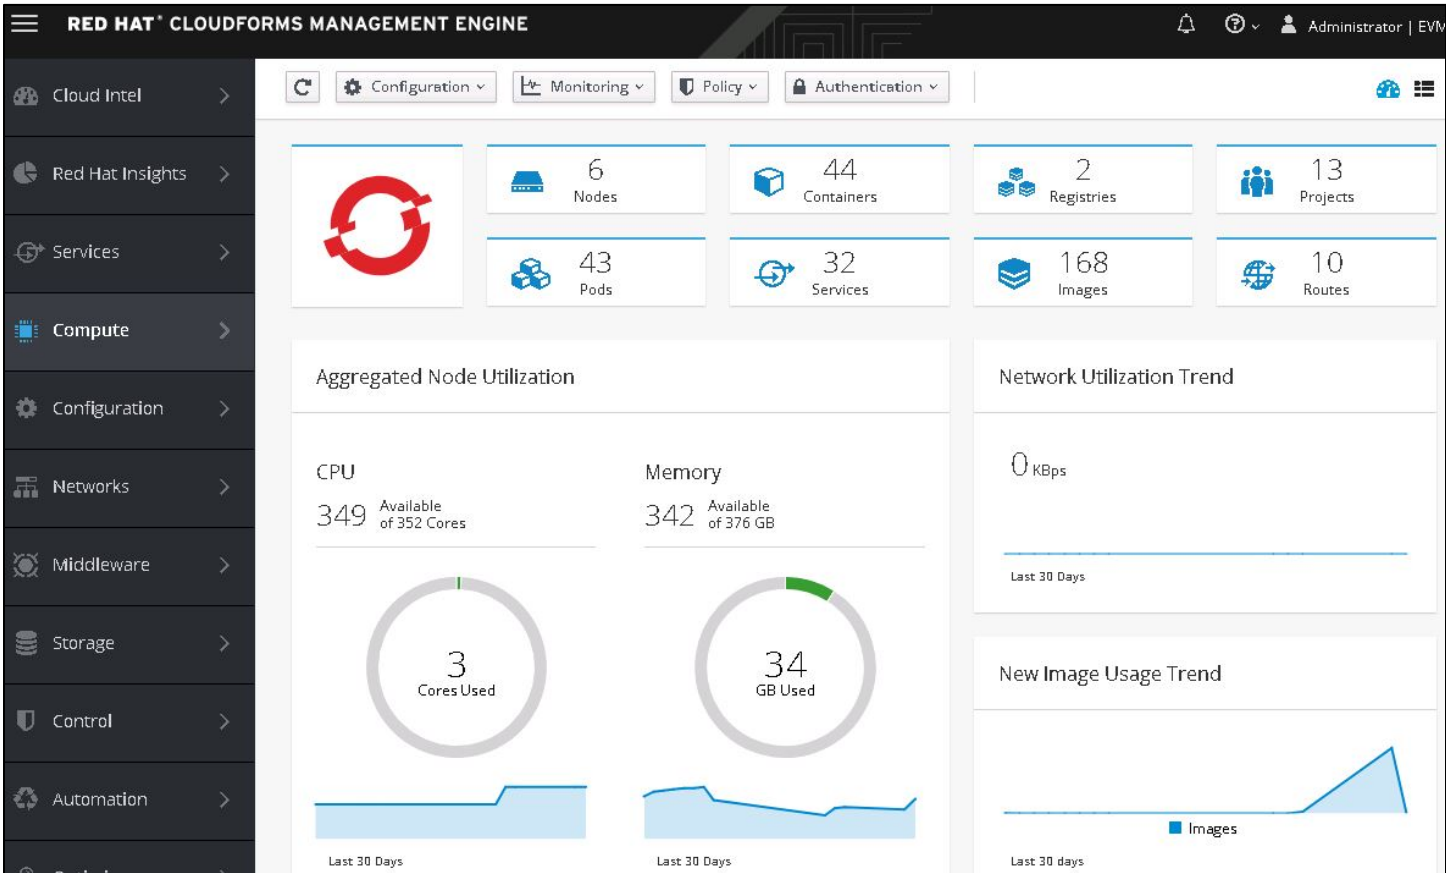 RED HAT® CLOUDFORMS MANAGEMENT ENGINE
Administrator | EVM
Cloud Intel
Red Hat Insights
Services
Compute
Configuration
Networks
Middleware
Storage
Control
Automation
Configuration
Monitoring
Policy
Authentication
6
Nodes
44
Containers
2
Registries
13
Projects
43
Pods
32
Services
168
Images
10
Routes
Aggregated Node Utilization
CPU
349 Available
of 352 Cores
Memory
342 Available
of 376 GB
3
Cores Used
34
GB Used
Last 30 Days
Last 30 Days
Network Utilization Trend
0 KBps
Last 30 Days
New Image Usage Trend
Images
Last 30 days